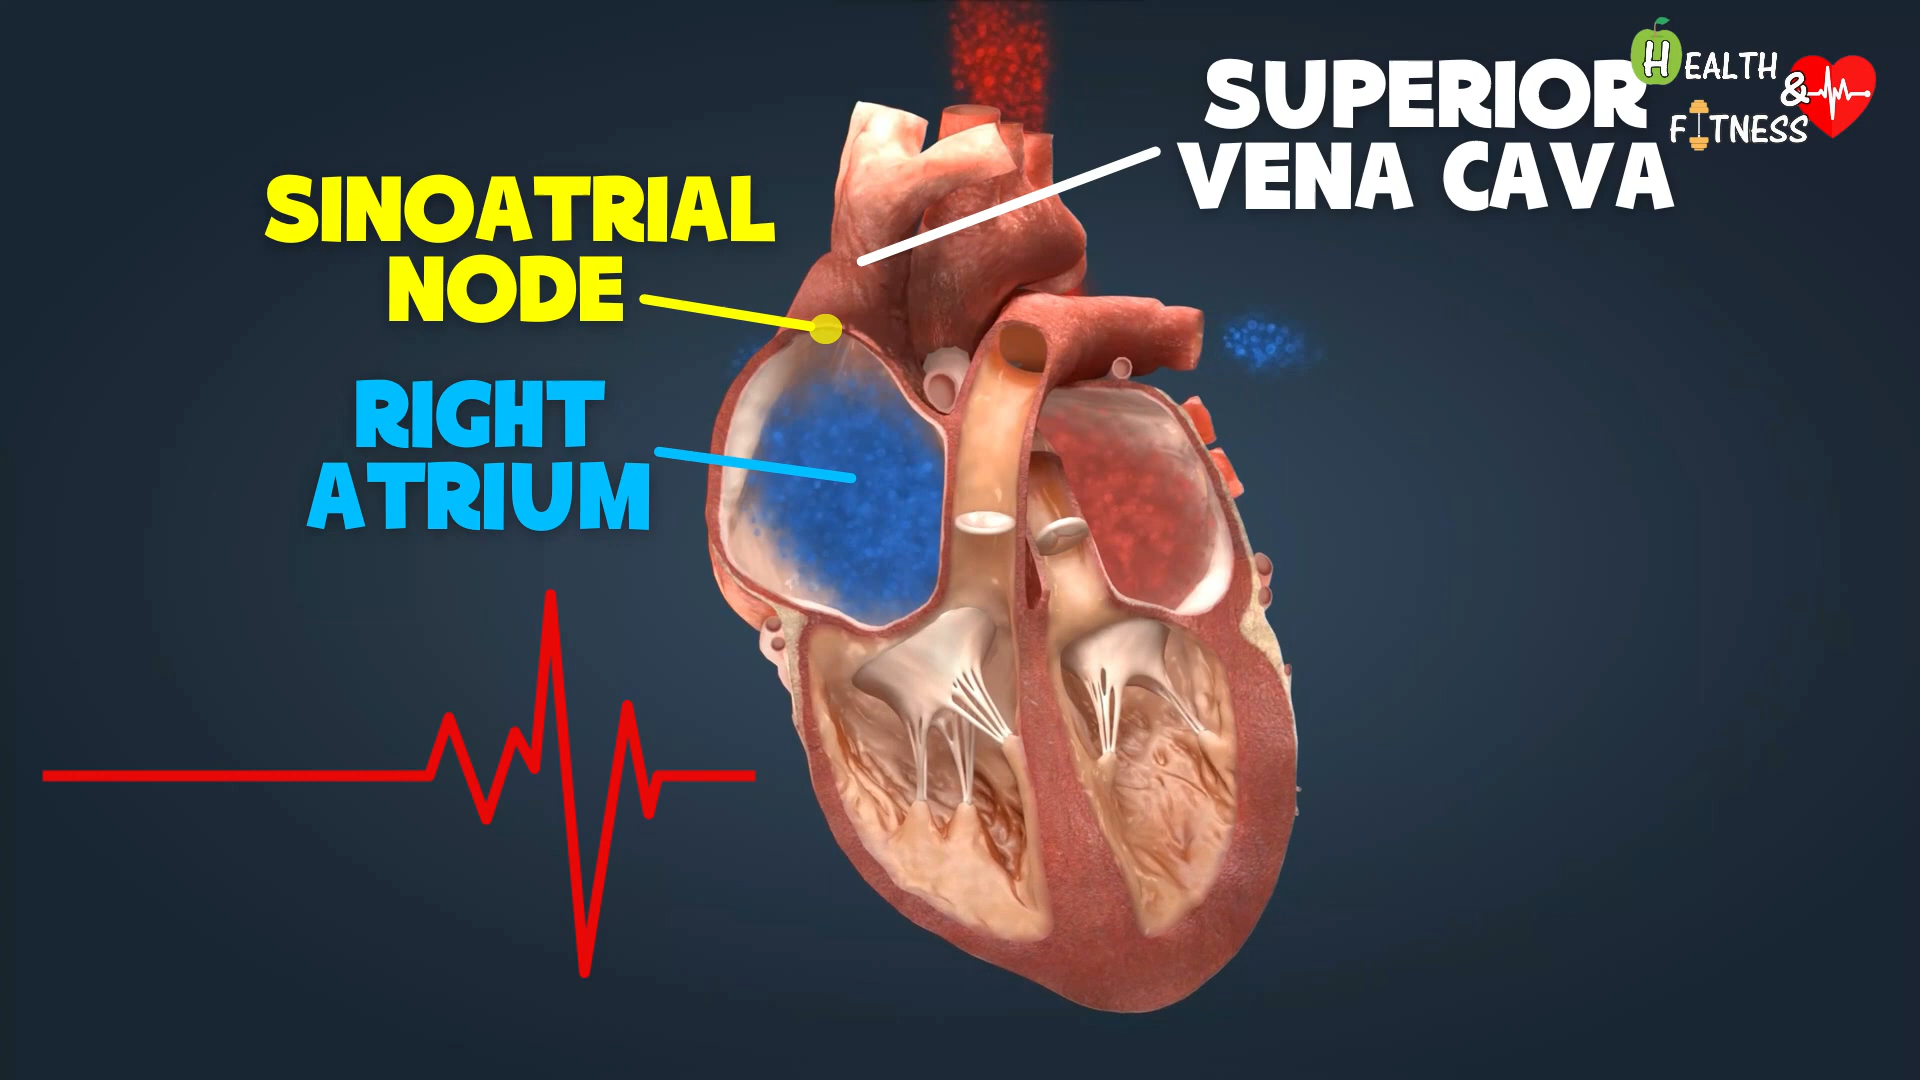 SUPERIOR
VENA CAVA
HEALTH
&
FITNESS
SINOATRIAL
NODE
RIGHT
ATRIUM